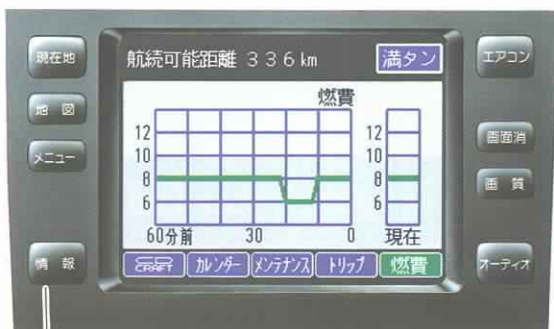 現在地
地 図
メニュー
情 報
航続可能距離 336km
満タン
燃費
12
10
8
6
60分前 30 0
12
10
8
6
現在
CRAFT カレンダー メンテナンス トリップ 燃費
エアコン
画面消
画 質
オーディオ